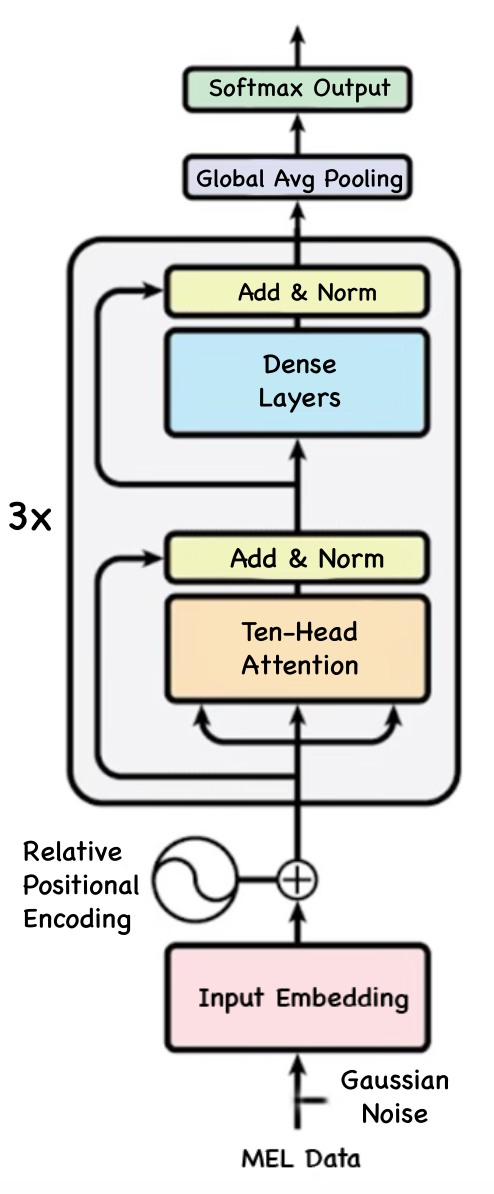 Softmax Output
Global Avg Pooling
Add & Norm
Dense
Layers
3x
Add & Norm
Ten-Head
Attention
Relative
Positional
Encoding
Input Embedding
Gaussian
Noise
MEL Data